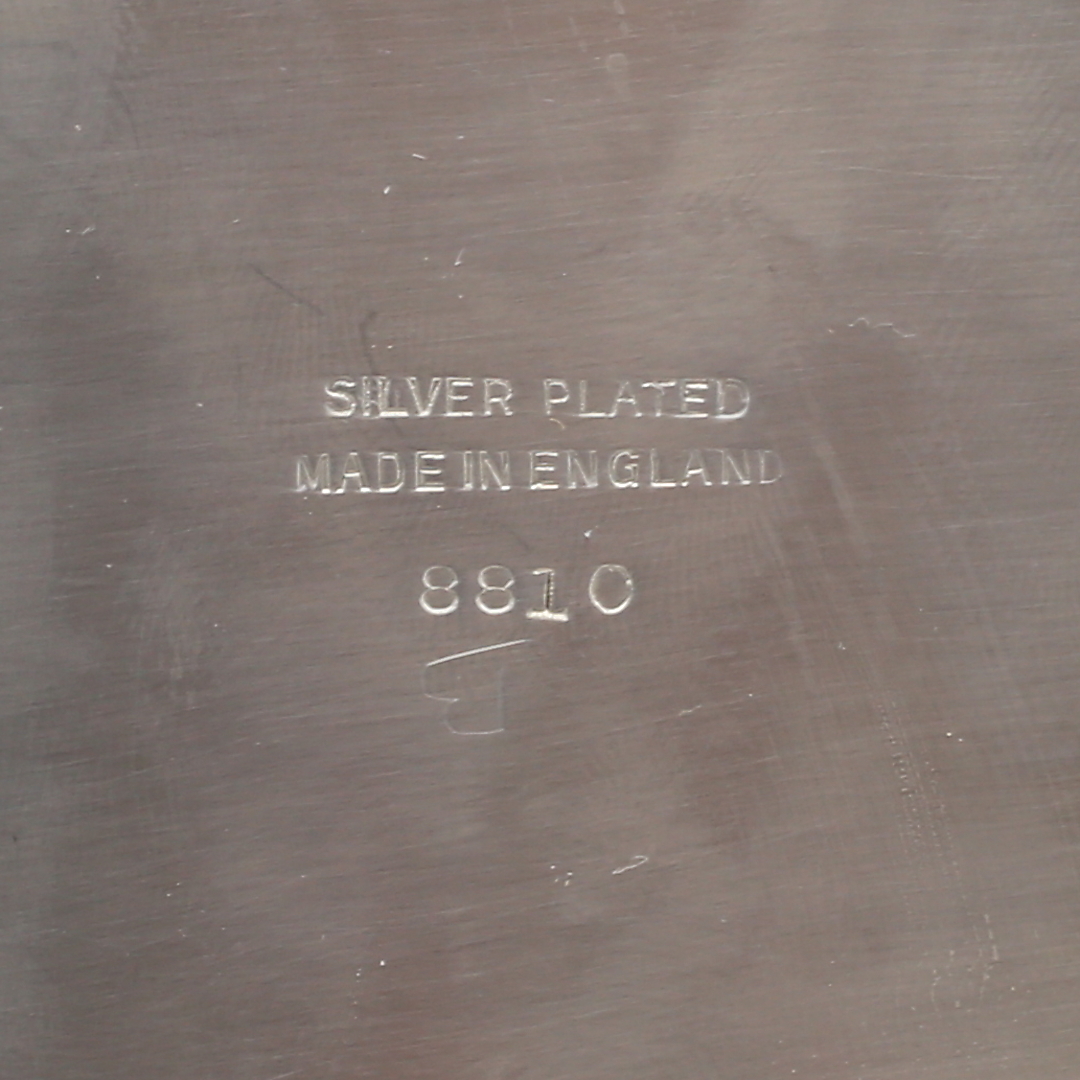 SILVER PLATED
MADE IN ENGLAND
8810